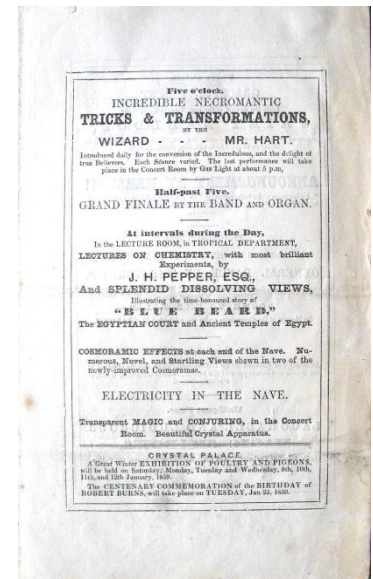 Five o'clock.
INCREDIBLE NECROMANTIC
TRICKS & TRANSFORMATIONS,
BY THE
WIZARD - - - MR. HART.
Introduced daily for the conversion of the Incredulous, and the delight of
true Believers. Each Séance varied. The last performance will take
place in the Concert Room by Gas Light at about 5 p.m,
Half-past Five.
GRAND FINALE BY THE BAND AND ORGAN.
At intervals during the Day,
In the LECTURE ROOM, in TROPICAL DEPARTMENT,
LECTURES ON CHEMISTRY, with most brilliant
Experiments, by
J. H. PEPPER, ESQ.,
And SPLENDID DISSOLVING VIEWS,
Illustrating the time-honoured story of
"BLUE BEARD,"
The EGYPTIAN COURT and Ancient Temples of Egypt.
COSMORAMIC EFFECTS at each end of the Nave. Nu-
merous, Novel, and Startling Views shewn in two of the
newly-improved Cosmoramas.
ELECTRICITY IN THE NAVE.
Transparent MAGIC and CONJURING, in the Concert
Room. Beautiful Crystal Apparatus.
CRYSTAL PALACE.
A Great Winter EXHIBITION OF POULTRY AND PIGEONS,
will be held on Saturday, Monday, Tuesday and Wednesday, 8th, 10th,
11th, and 12th January, 1859.
The CENTENARY COMMEMORATION of the BIRTHDAY of
ROBERT BURNS, will take place on TUESDAY, Jan 25, 1859.